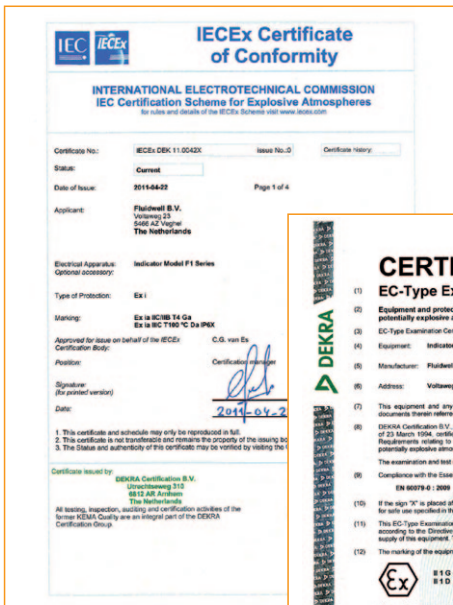 IEC IECEx
IECEx Certificate
of Conformity
INTERNATIONAL ELECTROTECHNICAL COMMISSION
IEC Certification Scheme for Explosive Atmospheres
for rules and details of the IECEx Scheme visit www.iecex.com
Certificate No.: IECEx DEK 11.0042X issue No.:0 Certificate history:
Status: Current
Date of Issue: 2011-04-22 Page 1 of 4
Applicant: Fluidwell B.V.
Voltaweg 23
5466 AZ Veghel
The Netherlands
Electrical Apparatus: Indicator Model F1 Series
Optional accessory:
Type of Protection: Ex i
Marking: Ex ia IIC/IIB T4 Ga
Ex ia IIIC T100 °C Da IP6X
Approved for issue on behalf of the IECEx C.G. van Es
Certification Body:
Position: Certification manager
Signature:
(for printed version)
Date: 2011-04-2
1. This certificate and schedule may only be reproduced in full.
2. This certificate is not transferable and remains the property of the issuing bo
3. The Status and authenticity of this certificate may be verified by visiting the
Certificate issued by:
DEKRA Certification B.V.
Utrechtseweg 310
6812 AR Arnhem
The Netherlands
All testing, inspection, auditing and certification activities of the
former KEMA Quality are an integral part of the DEKRA
Certification Group.
DEKRA
CERTI
(1) EC-Type Ex
(2) Equipment and protec
potentially explosive a
(3) EC-Type Examination Cer
(4) Equipment: Indicator
(5) Manufacturer: Fluidwell
(6) Address: Voltaweg
(7) This equipment and any
documents therein referre
(8) DEKRA Certification B.V.,
of 23 March 1994, certifie
Requirements relating to
potentially explosive atmo
The examination and test
(9) Compliance with the Esse
EN 60079-0 : 2009
(10) If the sign "X" is placed af
for safe use specified in th
(11) This EC-Type Examination
according to the Directive
supply of this equipment.
(12) The marking of the equipm
Ex II 1 G
II 1 D